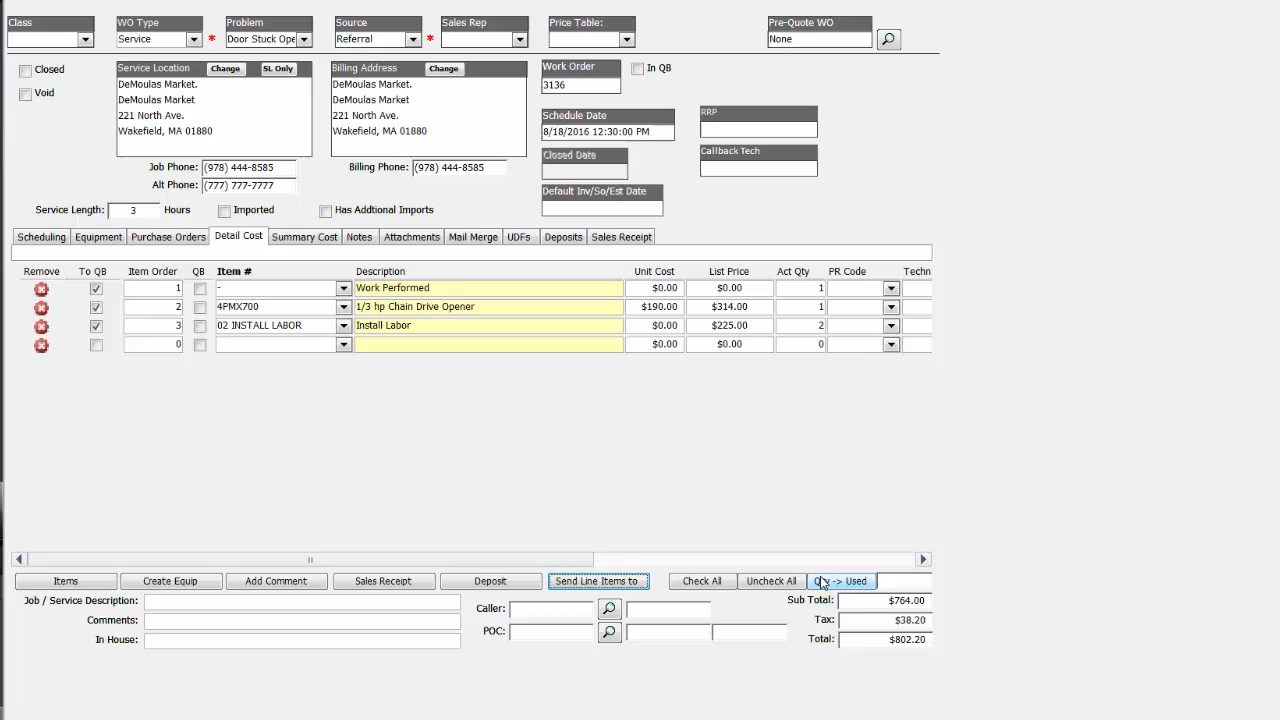 Class WO Type Problem Source Sales Rep Price Table: Pre-Quote WO
Service * Door Stuck Ope Referral * None
Closed
Void
Service Location Change SL Only
DeMoulas Market.
DeMoulas Market
221 North Ave.
Wakefield, MA 01880
Billing Address Change
DeMoulas Market.
DeMoulas Market
221 North Ave.
Wakefield, MA 01880
Work Order In QB
3136
Schedule Date
8/18/2016 12:30:00 PM
Closed Date
Default Inv/So/Est Date
RRP
Callback Tech
Job Phone: (978) 444-8585 Billing Phone: (978) 444-8585
Alt Phone: (777) 777-7777
Service Length: 3 Hours Imported Has Addtional Imports
Scheduling Equipment Purchase Orders Detail Cost Summary Cost Notes Attachments Mail Merge UDFs Deposits Sales Receipt
Remove To QB Item Order QB Item # Description Unit Cost List Price Act Qty PR Code Techn
1 - Work Performed $0.00 $0.00 1
2 4PMX700 1/3 hp Chain Drive Opener $190.00 $314.00 1
3 02 INSTALL LABOR Install Labor $0.00 $225.00 2
0 $0.00 $0.00 0
Items Create Equip Add Comment Sales Receipt Deposit Send Line Items to Check All Uncheck All -> Used
Job / Service Description: Caller: Sub Total: $764.00
Comments: POC: Tax: $38.20
In House: Total: $802.20